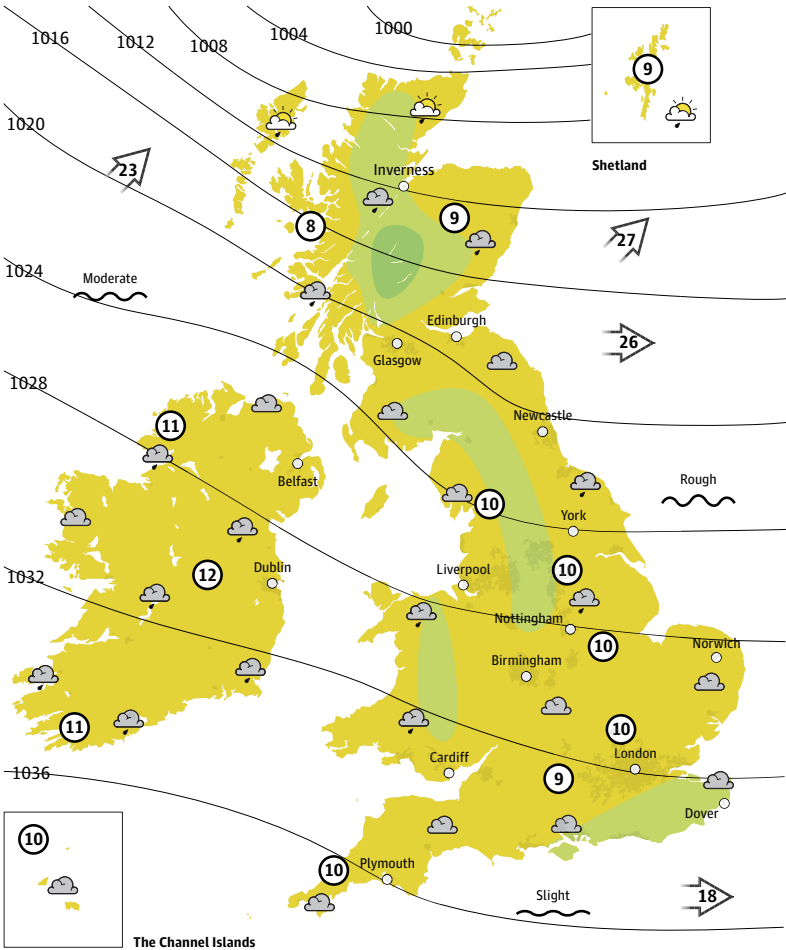 1016
1012
1008
1004
1000
9
Shetland
1020
23
Inverness
8
9
27
1024
Moderate
Edinburgh
26
Glasgow
1028
11
Newcastle
Belfast
Rough
10
York
12
Dublin
Liverpool
10
1032
Nottingham
10
Norwich
Birmingham
11
10
London
Cardiff
9
1036
Dover
10
Plymouth
10
Slight
18
The Channel Islands